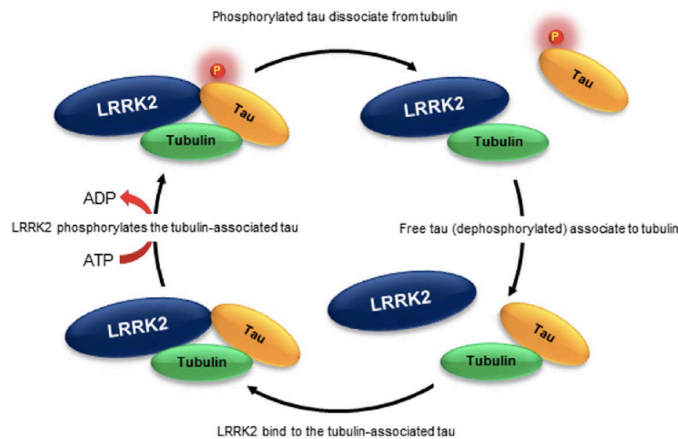 Phosphorylated tau dissociate from tubulin
P
LRRK2
Tau
Tubulin
P
Tau
LRRK2
Tubulin
ADP
LRRK2 phosphorylates the tubulin-associated tau
ATP
Free tau (dephosphorylated) associate to tubulin
LRRK2
Tau
Tubulin
LRRK2
Tau
Tubulin
LRRK2 bind to the tubulin-associated tau